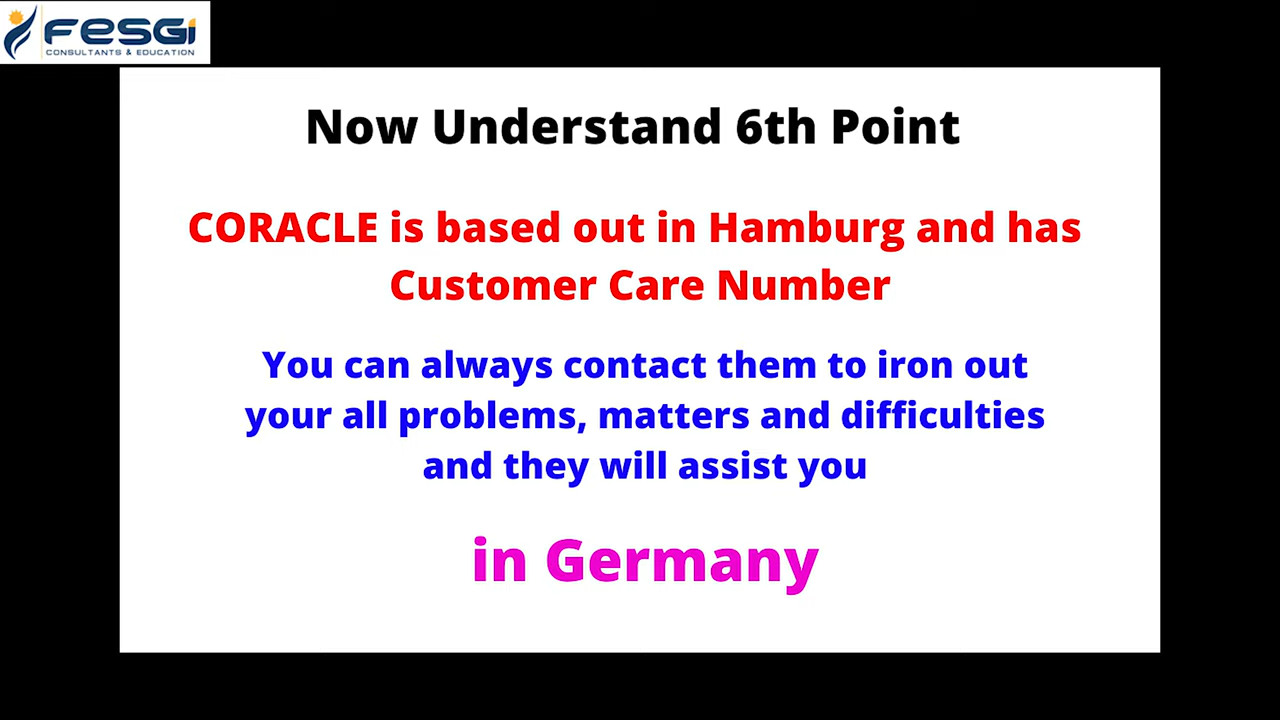 FESGI
CONSULTANTS & EDUCATION
Now Understand 6th Point
CORACLE is based out in Hamburg and has
Customer Care Number
You can always contact them to iron out
your all problems, matters and difficulties
and they will assist you
in Germany